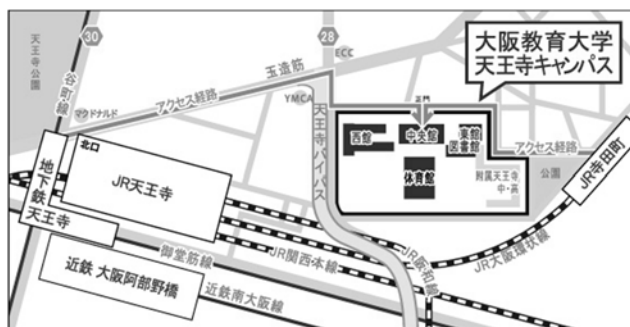 大阪教育大学
天王寺キャンパス
30
28
天王寺公園
谷町線
ECC
玉造筋
アクセス経路
マクドナルド
YMCA
天王寺バイパス
正門
西館
中央館
東館
図書館
体育館
附属天王寺
中・高
アクセス経路
公園
JR寺田町
北口
JR天王寺
地下鉄
天王寺
御堂筋線
JR関西本線
JR阪和線
JR大阪環状線
近鉄 大阪阿部野橋
近鉄南大阪線